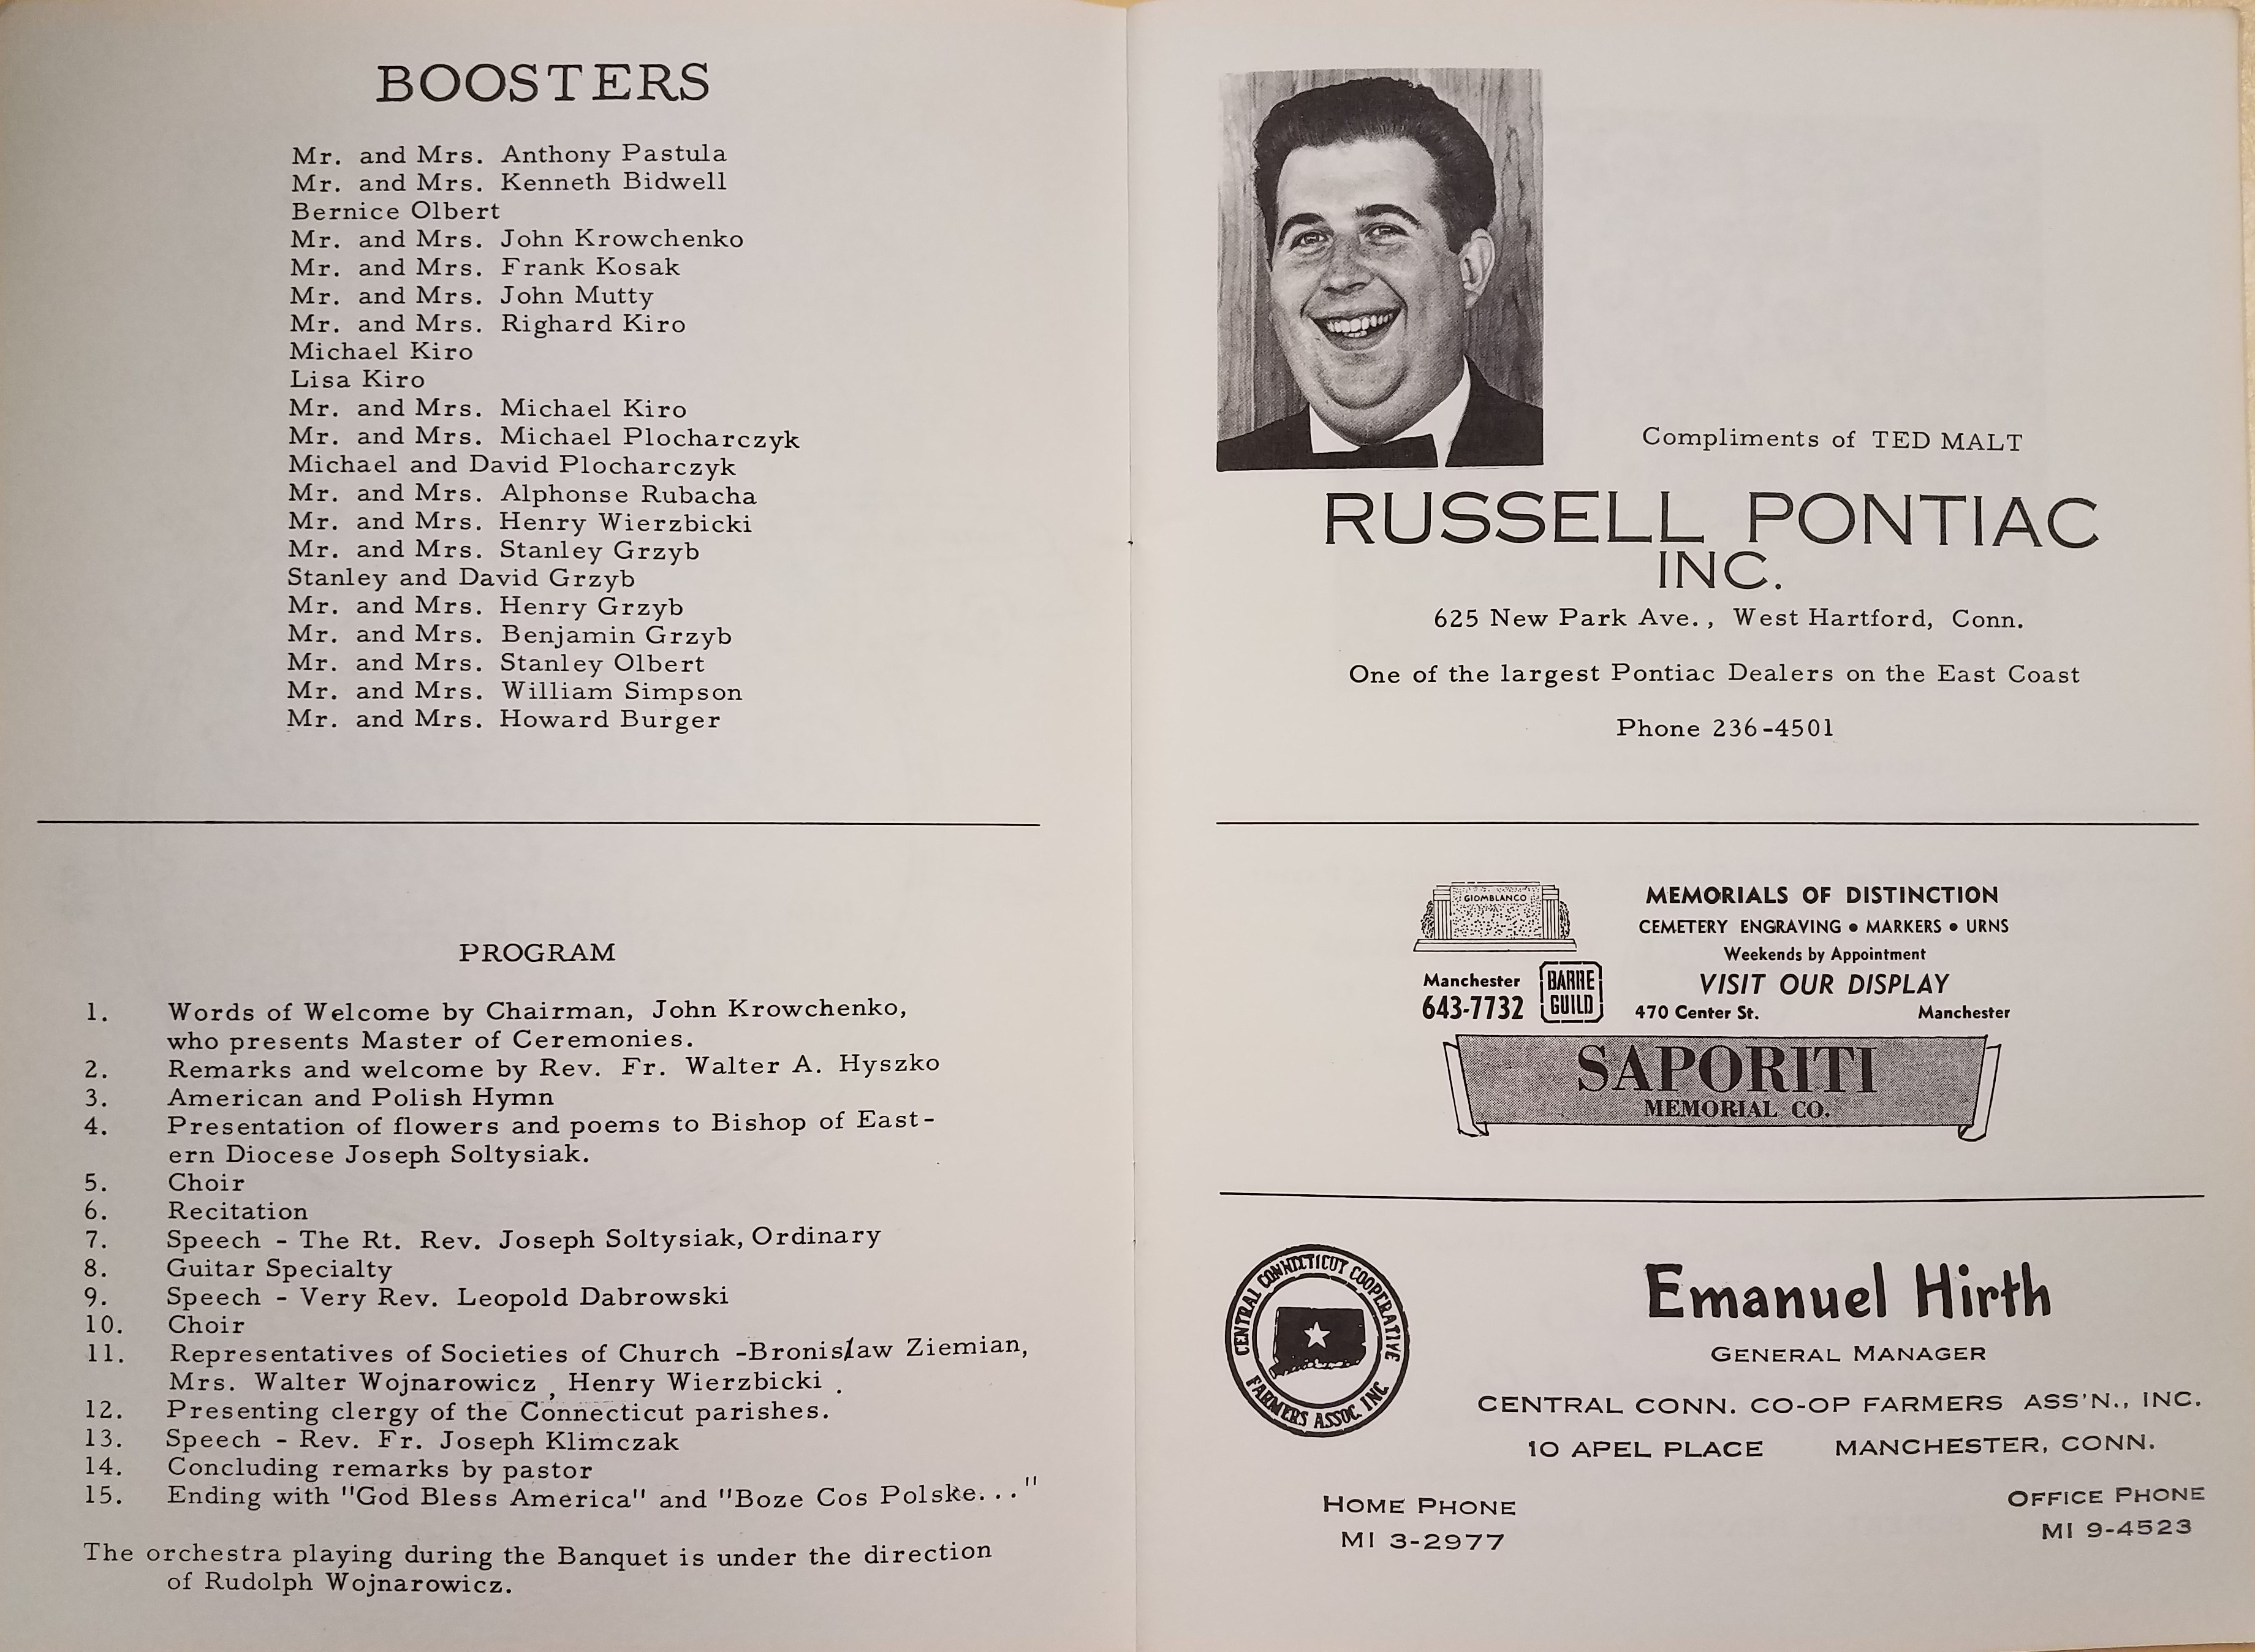 BOOSTERS
Mr. and Mrs. Anthony Pastula
Mr. and Mrs. Kenneth Bidwell
Bernice Olbert
Mr. and Mrs. John Krowchenko
Mr. and Mrs. Frank Kosak
Mr. and Mrs. John Mutty
Mr. and Mrs. Righard Kiro
Michael Kiro
Lisa Kiro
Mr. and Mrs. Michael Kiro
Mr. and Mrs. Michael Plocharczyk
Michael and David Plocharczyk
Mr. and Mrs. Alphonse Rubacha
Mr. and Mrs. Henry Wierzbicki
Mr. and Mrs. Stanley Grzyb
Stanley and David Grzyb
Mr. and Mrs. Henry Grzyb
Mr. and Mrs. Benjamin Grzyb
Mr. and Mrs. Stanley Olbert
Mr. and Mrs. William Simpson
Mr. and Mrs. Howard Burger
PROGRAM
1. Words of Welcome by Chairman, John Krowchenko,
who presents Master of Ceremonies.
2. Remarks and welcome by Rev. Fr. Walter A. Hyszko
3. American and Polish Hymn
4. Presentation of flowers and poems to Bishop of East-
ern Diocese Joseph Soltysiak.
5. Choir
6. Recitation
7. Speech - The Rt. Rev. Joseph Soltysiak, Ordinary
8. Guitar Specialty
9. Speech - Very Rev. Leopold Dabrowski
10. Choir
11. Representatives of Societies of Church -Bronislaw Ziemian,
Mrs. Walter Wojnarowicz , Henry Wierzbicki .
12. Presenting clergy of the Connecticut parishes.
13. Speech - Rev. Fr. Joseph Klimczak
14. Concluding remarks by pastor
15. Ending with "God Bless America" and "Boze Cos Polske..."
The orchestra playing during the Banquet is under the direction
of Rudolph Wojnarowicz.
Compliments of TED MALT
RUSSELL PONTIAC
INC.
625 New Park Ave., West Hartford, Conn.
One of the largest Pontiac Dealers on the East Coast
Phone 236-4501
GIOMBLANCO
MEMORIALS OF DISTINCTION
CEMETERY ENGRAVING • MARKERS • URNS
Weekends by Appointment
VISIT OUR DISPLAY
470 Center St. Manchester
Manchester
643-7732
BARRE
GUILD
SAPORITI
MEMORIAL CO.
CENTRAL CONNECTICUT COOPERATIVE
FARMERS ASSOC. INC
Emanuel Hirth
GENERAL MANAGER
CENTRAL CONN. CO-OP FARMERS ASS'N., INC.
10 APEL PLACE MANCHESTER, CONN.
HOME PHONE
MI 3-2977
OFFICE PHONE
MI 9-4523